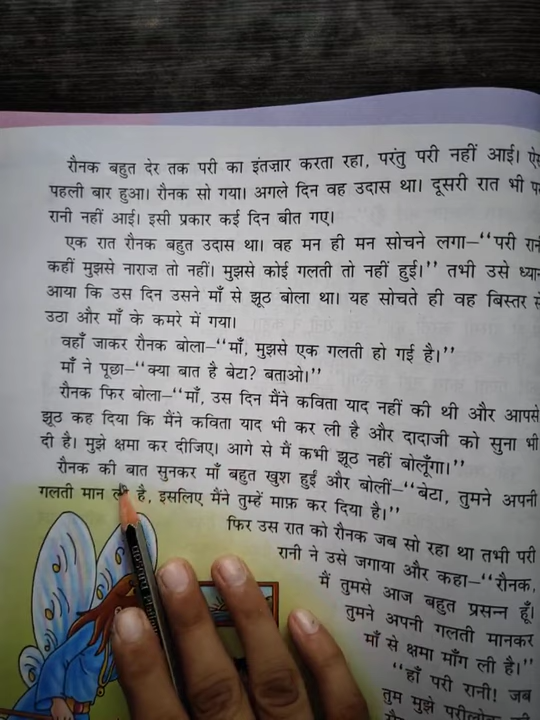 रौनक बहुत देर तक परी का इंतज़ार करता रहा, परंतु परी नहीं आई।
पहली बार हुआ। रौनक सो गया। अगले दिन वह उदास था। दूसरी रात भी
रानी नहीं आई। इसी प्रकार कई दिन बीत गए।
एक रात रौनक बहुत उदास था। वह मन ही मन सोचने लगा–“परी रानी
कहीं मुझसे नाराज़ तो नहीं। मुझसे कोई गलती तो नहीं हुई।” तभी उसे ध्यान
आया कि उस दिन उसने माँ से झूठ बोला था। यह सोचते ही वह बिस्तर से
उठा और माँ के कमरे में गया।
वहाँ जाकर रौनक बोला–“माँ, मुझसे एक गलती हो गई है।”
माँ ने पूछा–“क्या बात है बेटा? बताओ।”
रौनक फिर बोला–“माँ, उस दिन मैंने कविता याद नहीं की थी और आपसे
झूठ कह दिया कि मैंने कविता याद भी कर ली है और दादाजी को सुना भी
दी है। मुझे क्षमा कर दीजिए। आगे से मैं कभी झूठ नहीं बोलूँगा।”
रौनक की बात सुनकर माँ बहुत खुश हुईं और बोलीं–“बेटा, तुमने अपनी
गलती मान ली है, इसलिए मैंने तुम्हें माफ़ कर दिया है।”
फिर उस रात को रौनक जब सो रहा था तभी परी
रानी ने उसे जगाया और कहा–“रौनक,
मैं तुमसे आज बहुत प्रसन्न हूँ।
तुमने अपनी गलती मानकर
माँ से क्षमा माँग ली है।”
“हाँ परी रानी! जब
तुम मुझे परीलोक